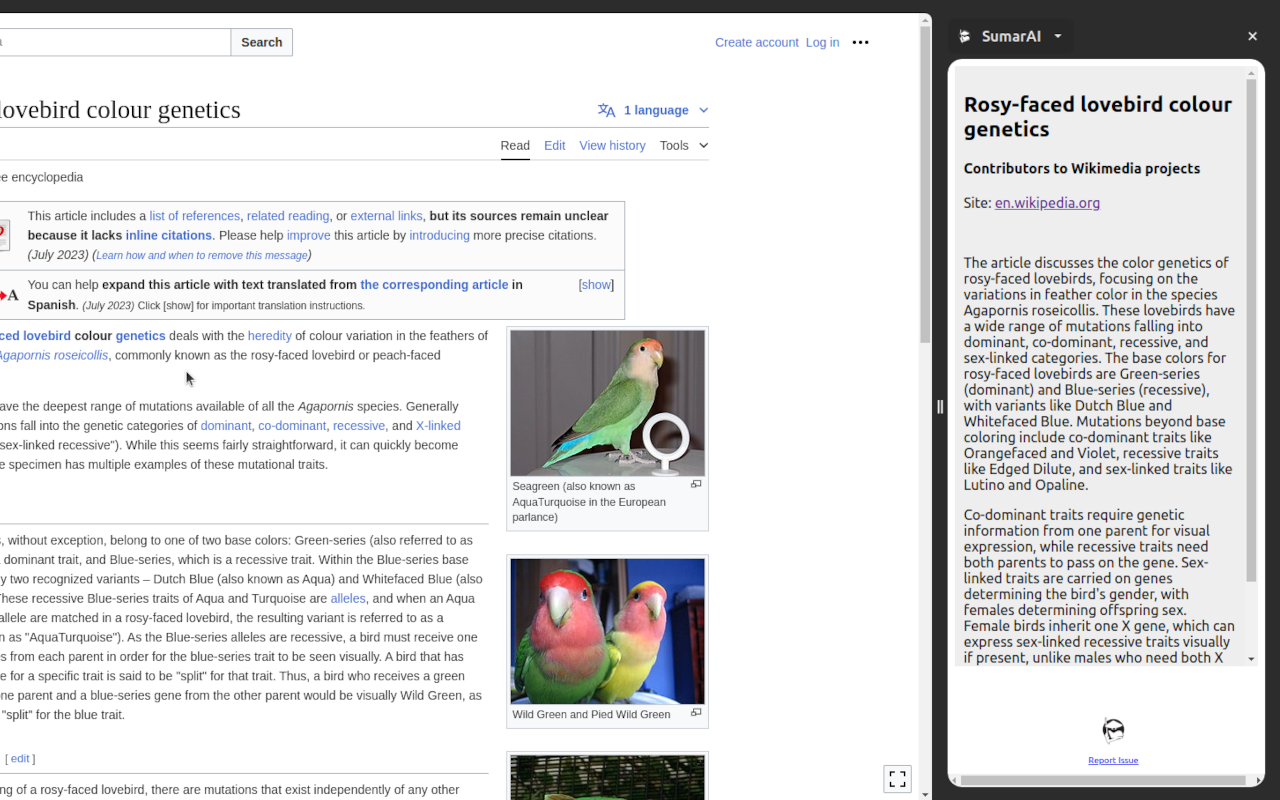 Search
Create account Log in
lovebird colour genetics
1 language
Read Edit View history Tools
encyclopedia
This article includes a list of references, related reading, or external links, but its sources remain unclear
because it lacks inline citations. Please help improve this article by introducing more precise citations.
(July 2023) (Learn how and when to remove this message)
You can help expand this article with text translated from the corresponding article in [show]
Spanish. (July 2023) Click [show] for important translation instructions.
lovebird colour genetics deals with the heredity of colour variation in the feathers of
Agapornis roseicollis, commonly known as the rosy-faced lovebird or peach-faced
have the deepest range of mutations available of all the Agapornis species. Generally
fall into the genetic categories of dominant, co-dominant, recessive, and X-linked
sex-linked recessive"). While this seems fairly straightforward, it can quickly become
specimen has multiple examples of these mutational traits.
Seagreen (also known as
AquaTurquoise in the European
parlance)
, without exception, belong to one of two base colors: Green-series (also referred to as
dominant trait, and Blue-series, which is a recessive trait. Within the Blue-series base
two recognized variants – Dutch Blue (also known as Aqua) and Whitefaced Blue (also
These recessive Blue-series traits of Aqua and Turquoise are alleles, and when an Aqua
allele are matched in a rosy-faced lovebird, the resulting variant is referred to as a
as "AquaTurquoise"). As the Blue-series alleles are recessive, a bird must receive one
from each parent in order for the blue-series trait to be seen visually. A bird that has
for a specific trait is said to be "split" for that trait. Thus, a bird who receives a green
one parent and a blue-series gene from the other parent would be visually Wild Green, as
"split" for the blue trait.
Wild Green and Pied Wild Green
[ edit ]
of a rosy-faced lovebird, there are mutations that exist independently of any other
SumarAI
Rosy-faced lovebird colour
genetics
Contributors to Wikimedia projects
Site: en.wikipedia.org
The article discusses the color genetics of
rosy-faced lovebirds, focusing on the
variations in feather color in the species
Agapornis roseicollis. These lovebirds have
a wide range of mutations falling into
dominant, co-dominant, recessive, and
sex-linked categories. The base colors for
rosy-faced lovebirds are Green-series
(dominant) and Blue-series (recessive),
with variants like Dutch Blue and
Whitefaced Blue. Mutations beyond base
coloring include co-dominant traits like
Orangefaced and Violet, recessive traits
like Edged Dilute, and sex-linked traits like
Lutino and Opaline.
Co-dominant traits require genetic
information from one parent for visual
expression, while recessive traits need
both parents to pass on the gene. Sex-
linked traits are carried on genes
determining the bird's gender, with
females determining offspring sex.
Female birds inherit one X gene, which can
express sex-linked recessive traits visually
if present, unlike males who need both X
Report Issue